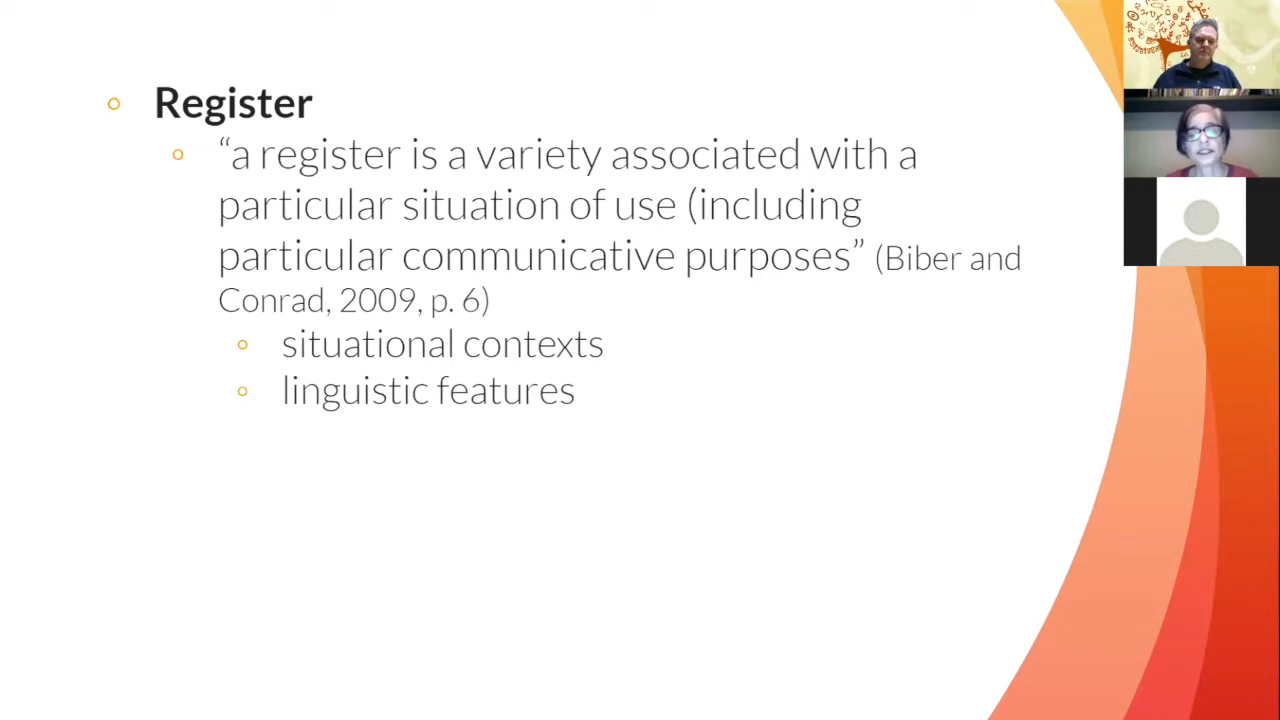 Register
“a register is a variety associated with a
particular situation of use (including
particular communicative purposes” (Biber and
Conrad, 2009, p. 6)
situational contexts
linguistic features